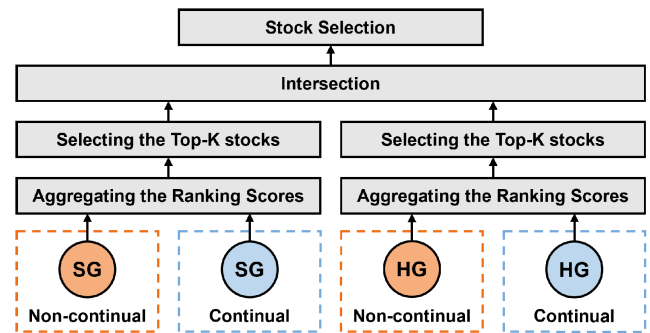 Stock Selection
Intersection
Selecting the Top-K stocks
Selecting the Top-K stocks
Aggregating the Ranking Scores
Aggregating the Ranking Scores
SG
SG
HG
HG
Non-continual
Continual
Non-continual
Continual